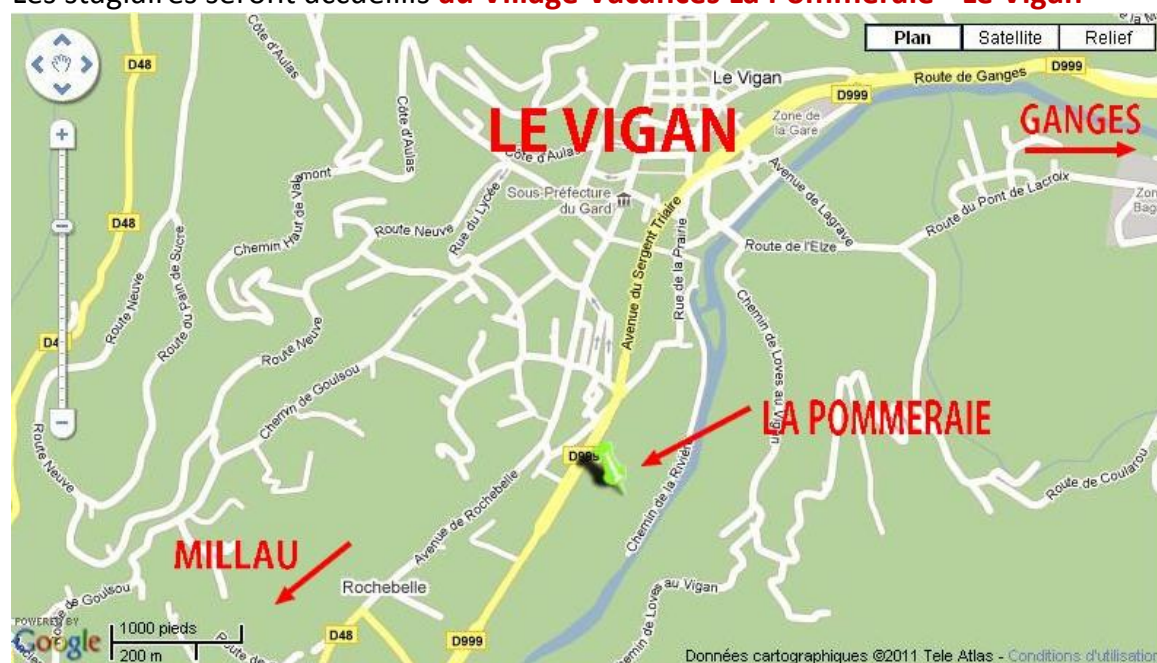 Les stagiaires seront accueillis au Village Vacances La Pommeraie - Le Vigan
Plan
Satellite
Relief
Côte d'Aulas
D48
Le Vigan
Route de Ganges
D999
D999
LE VIGAN
Zone de
la Gare
GANGES
Côte d'Aulas
Côte d'Aulas
Avenue de Lagrave
Sous-Préfecture
du Gard
Rue du Lycée
Route du Pont de Lacroix
D48
Route Neuve
Chemin Haut de
Route de l'Elze
Route du Pain de Sucre
Route Neuve
Avenue du Sergent Triaire
Rue de la Prairie
Chemin de Loves au Vigan
Route Neuve
Chemin de Goulsou
LA POMMERAIE
Route Neuve
D999
Avenue de Rochebelle
Chemin de la Rivière
Route de Coularou
MILLAU
Rochebelle
de Goulsou
Chemin de Loves
au Vigan
POWERED BY
Google
1000 pieds
200 m
D48
D999
Données cartographiques ©2011 Tele Atlas - Conditions d'utilisation